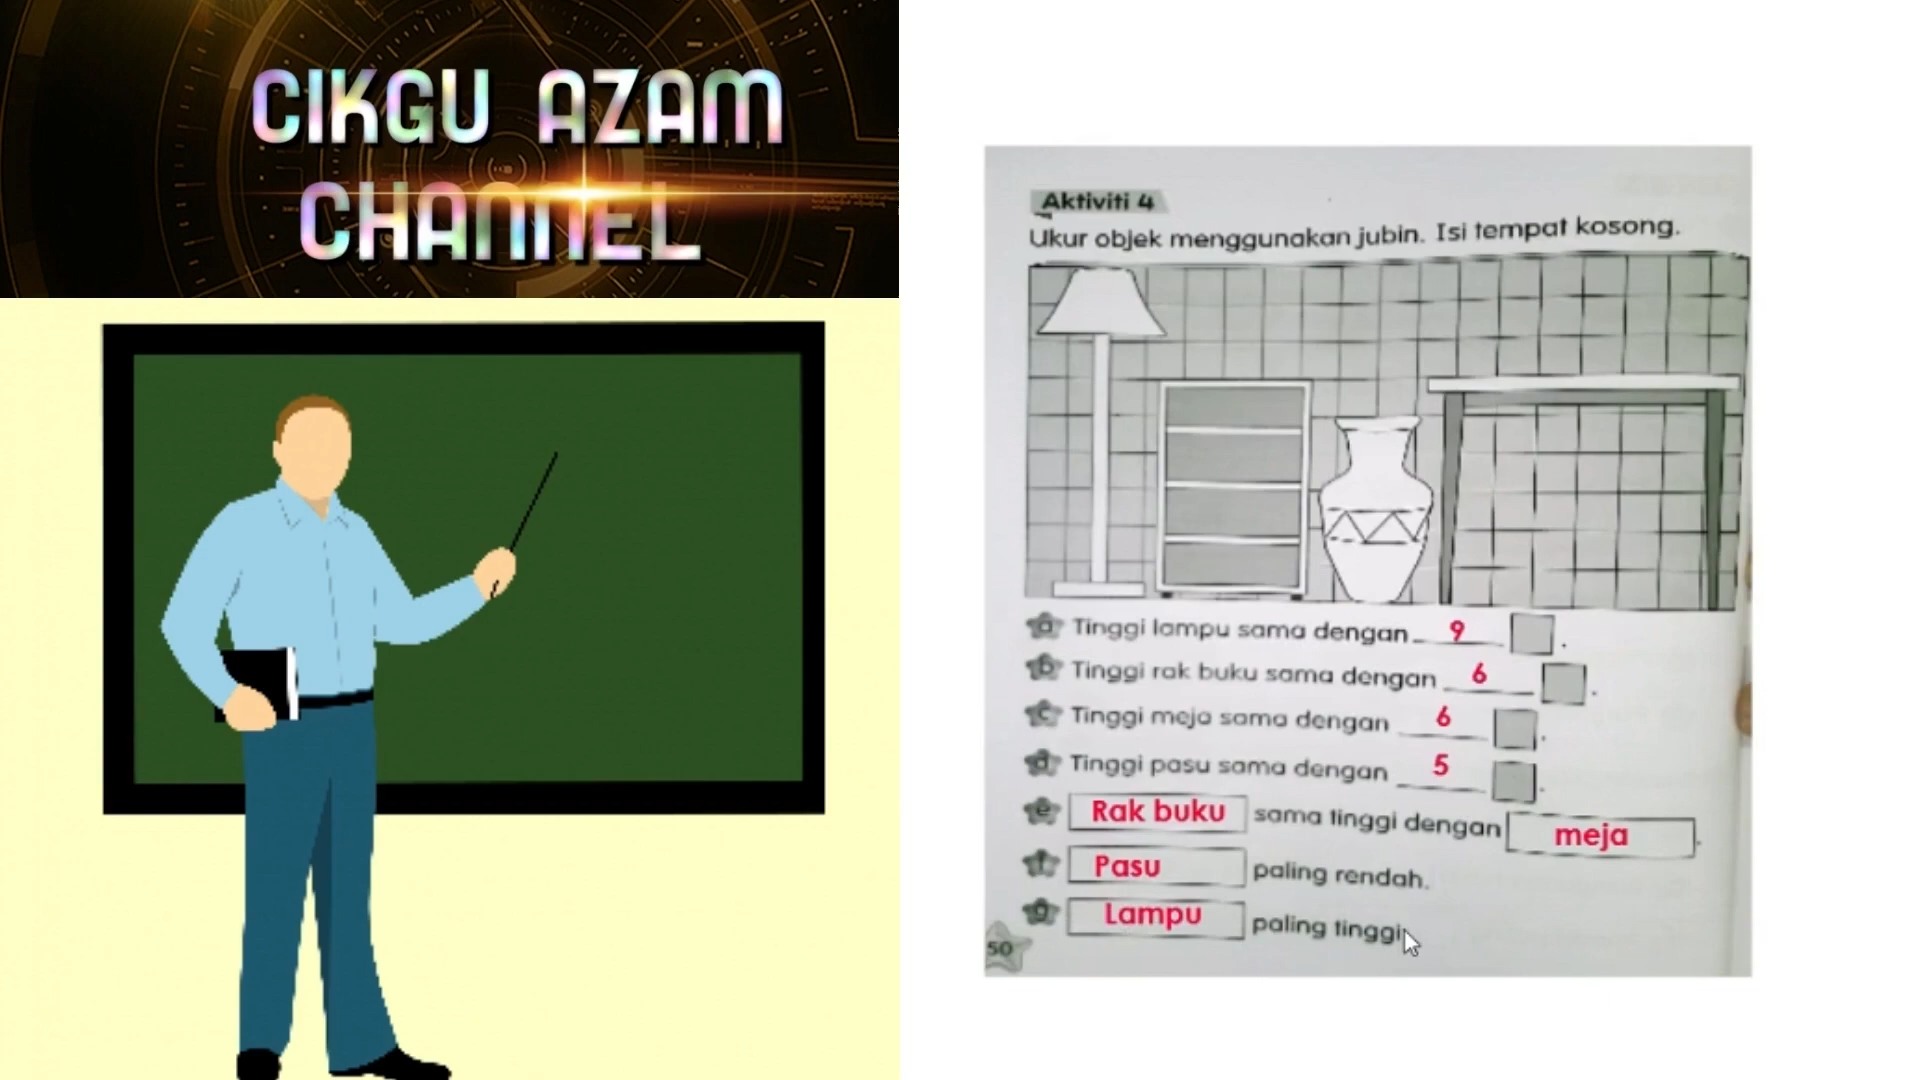 CIKGU AZAM
CHANNEL
Aktiviti 4
Ukur objek menggunakan jubin. Isi tempat kosong.
a Tinggi lampu sama dengan 9 .
b Tinggi rak buku sama dengan 6 .
c Tinggi meja sama dengan 6 .
d Tinggi pasu sama dengan 5 .
e Rak buku sama tinggi dengan meja .
f Pasu paling rendah.
g Lampu paling tinggi
50